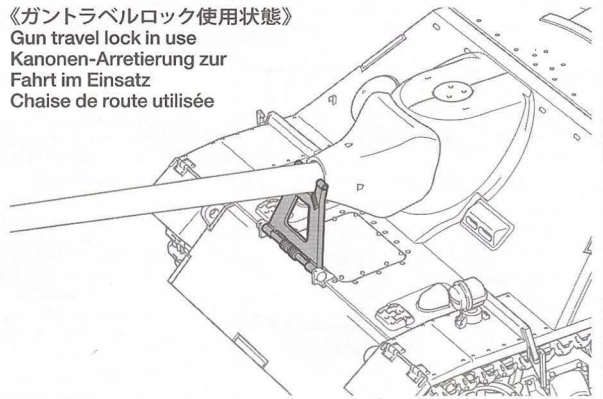 《ガントラベルロック使用状態》
Gun travel lock in use
Kanonen-Arretierung zur
Fahrt im Einsatz
Chaise de route utilisée